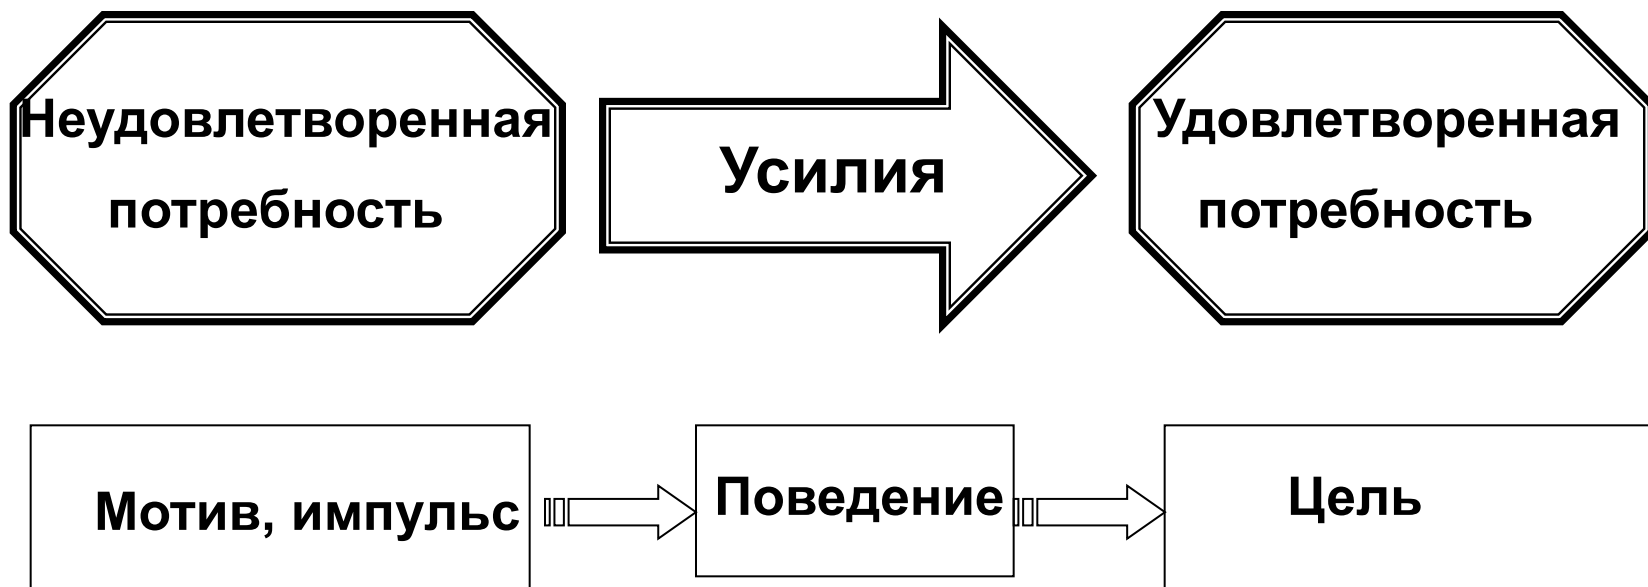 Неудовлетворенная
потребность
Усилия
Удовлетворенная
потребность
Мотив, импульс
Поведение
Цель